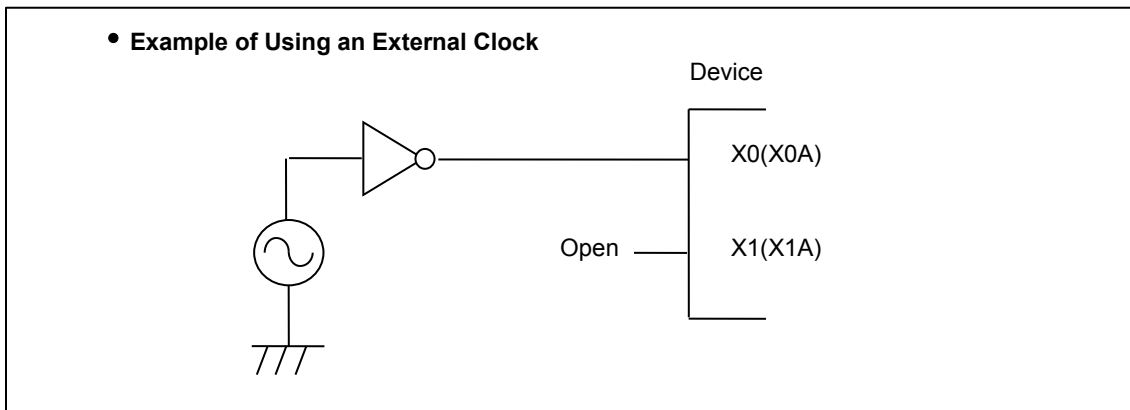 • Example of Using an External Clock
Device
X0(X0A)
Open
X1(X1A)